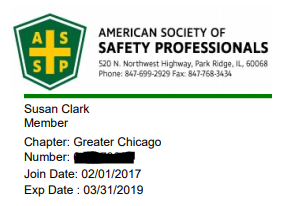 A S
S P
AMERICAN SOCIETY OF
SAFETY PROFESSIONALS
520 N. Northwest Highway, Park Ridge, IL, 60068
Phone: 847-699-2929 Fax: 847-768-3434
Susan Clark
Member
Chapter: Greater Chicago
Number:
Join Date: 02/01/2017
Exp Date : 03/31/2019